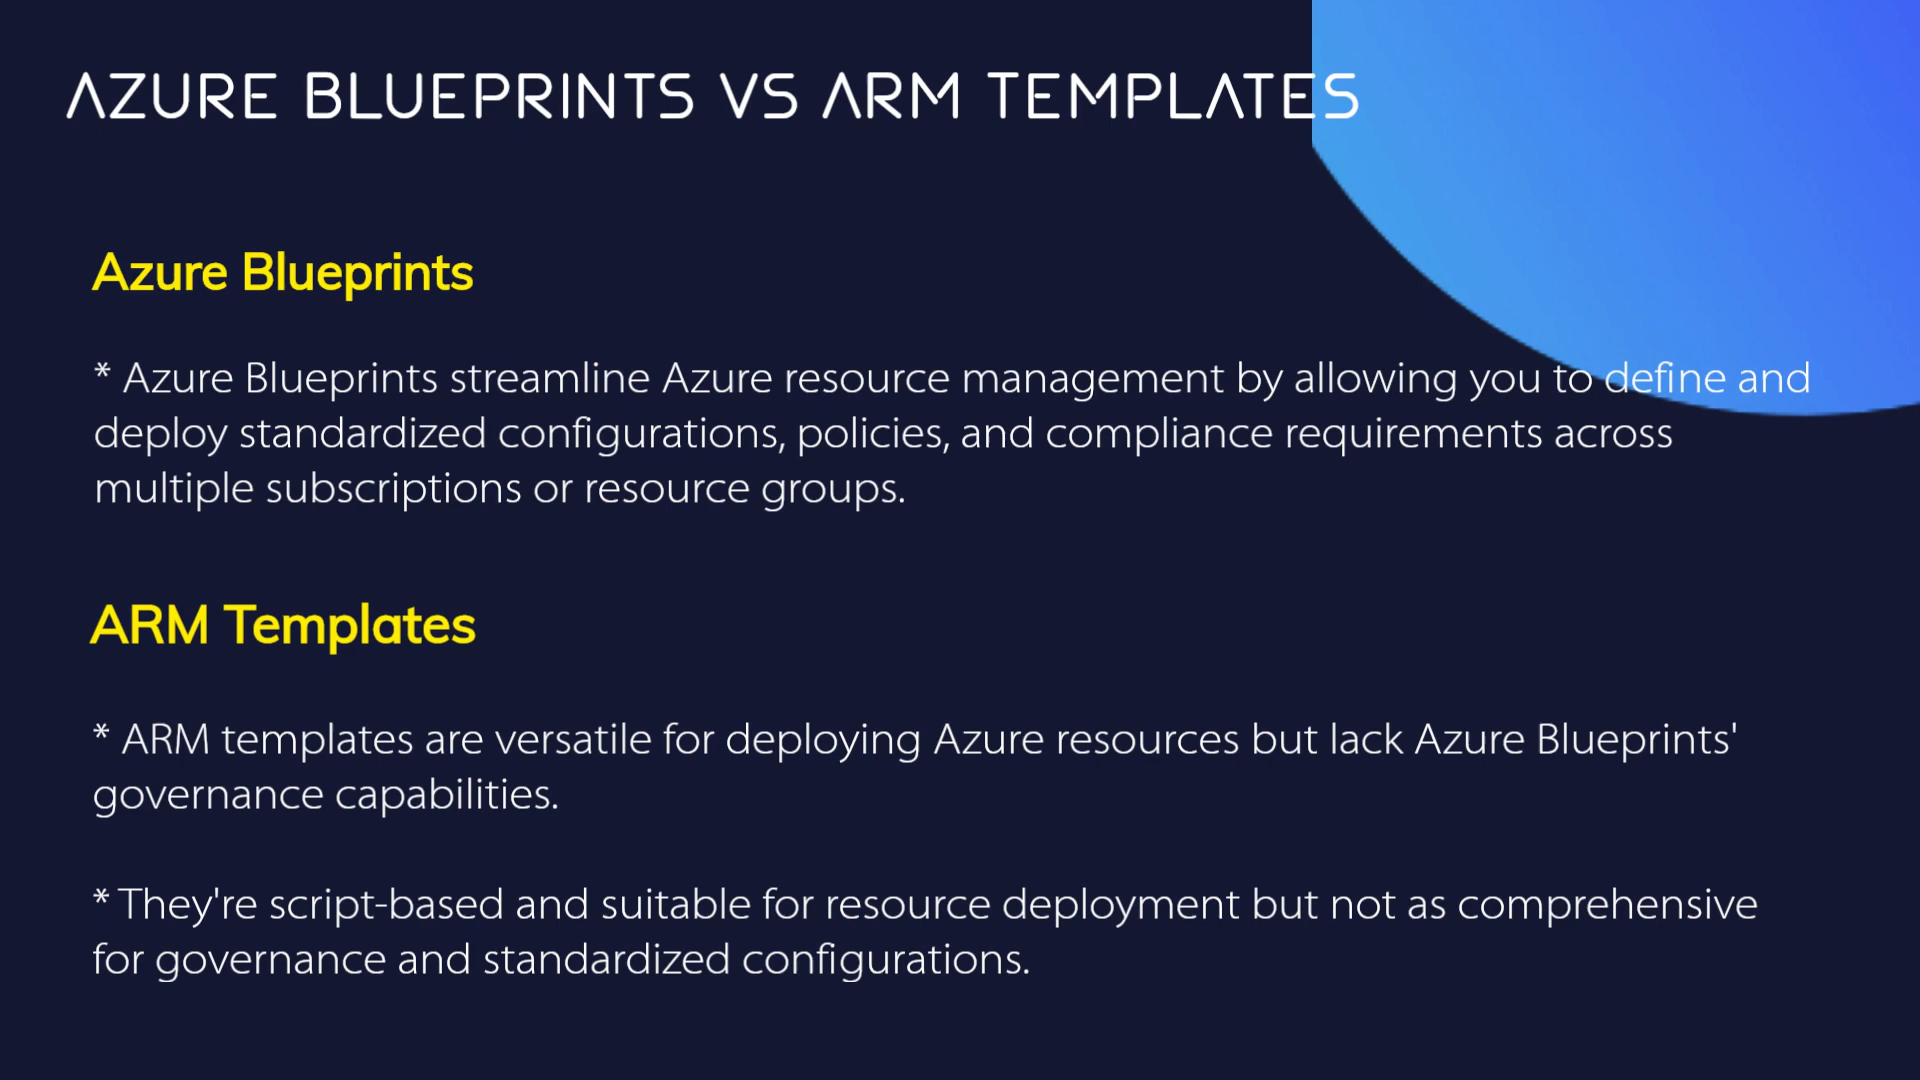 AZURE BLUEPRINTS VS ARM TEMPLATES
Azure Blueprints
* Azure Blueprints streamline Azure resource management by allowing you to define and
deploy standardized configurations, policies, and compliance requirements across
multiple subscriptions or resource groups.
ARM Templates
* ARM templates are versatile for deploying Azure resources but lack Azure Blueprints'
governance capabilities.
* They're script-based and suitable for resource deployment but not as comprehensive
for governance and standardized configurations.